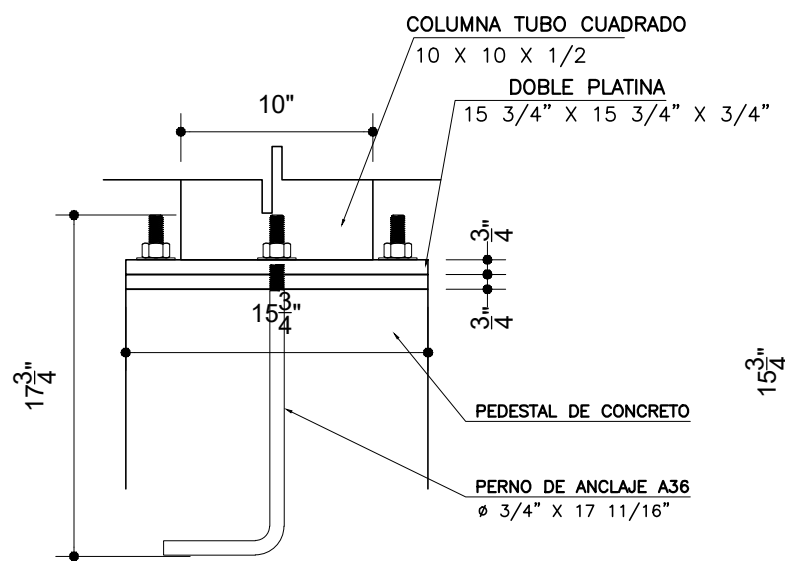 COLUMNA TUBO CUADRADO
10 X 10 X 1/2
DOBLE PLATINA
15 3/4” X 15 3/4” X 3/4”
10"
3/4"
15 3/4"
3/4"
17 3/4"
15 3/4"
PEDESTAL DE CONCRETO
PERNO DE ANCLAJE A36
ø 3/4” X 17 11/16”